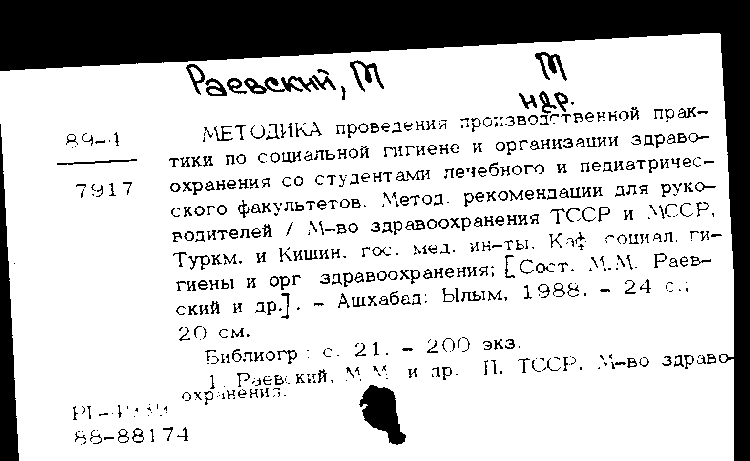 Раевский, М М
НДР.
89-4 МЕТОДИКА проведения производственной прак-
тики по социальной гигиене и организации здраво-
7917 охранения со студентами лечебного и педиатричес-
ского факультетов. Метод. рекомендации для руко-
водителей / М-во здравоохранения ТССР и МССР,
Туркм. и Кишин. гос. мед. ин-ты, Каф. социал. ги-
гиены и орг здравоохранения; [Сост. М.М. Раев-
ский и др.]. - Ашхабад: Ылым, 1988. - 24 с.;
20 см.
Библиогр : с. 21. - 200 экз.
1. Раевский, М.М. и др. П. ТССР. М-во здраво-
охранения.
88-88174